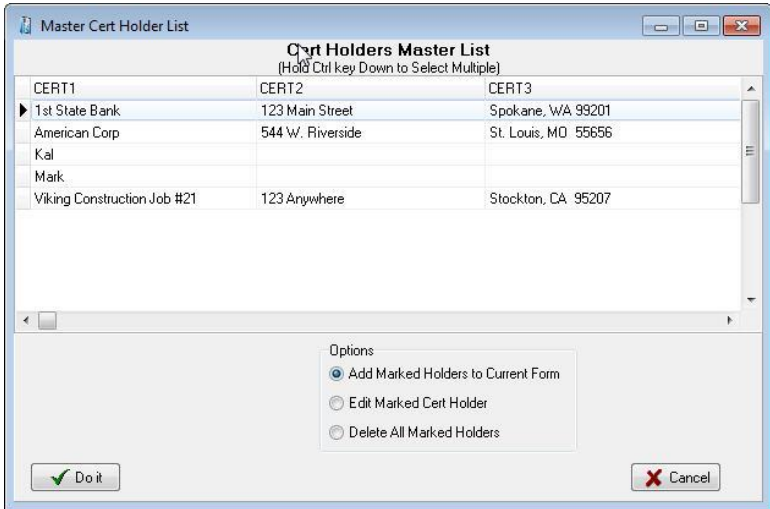 Master Cert Holder List
Cert Holders Master List
(Hold Ctrl key Down to Select Multiple)
CERT1 CERT2 CERT3
1st State Bank 123 Main Street Spokane, WA 99201
American Corp 544 W. Riverside St. Louis, MO 55656
Kal
Mark
Viking Construction Job #21 123 Anywhere Stockton, CA 95207
Options
Add Marked Holders to Current Form
Edit Marked Cert Holder
Delete All Marked Holders
Do it Cancel